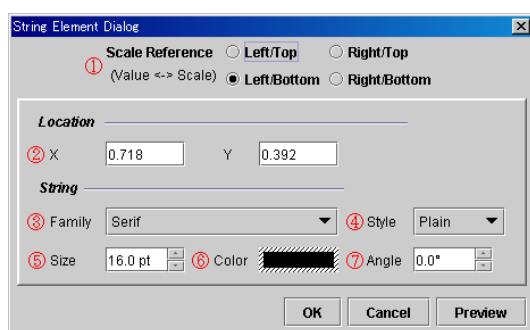 String Element Dialog
Scale Reference Left/Top Right/Top
① (Value <-> Scale) Left/Bottom Right/Bottom
Location
② X 0.718 Y 0.392
String
③ Family Serif ④ Style Plain
⑤ Size 16.0 pt ⑥ Color ⑦ Angle 0.0°
OK Cancel Preview